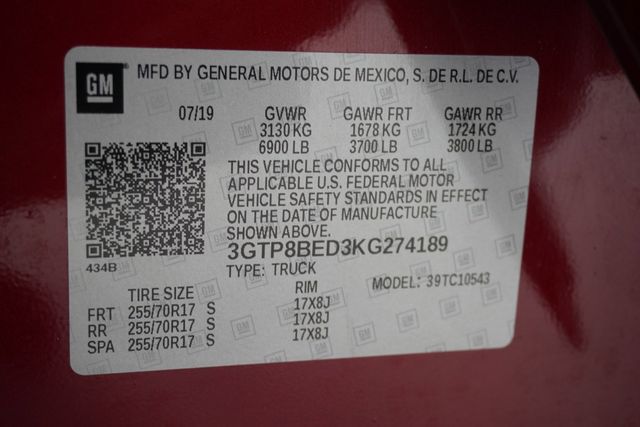 GM MFD BY GENERAL MOTORS DE MEXICO, S. DE R.L. DE C.V.
07/19 GVWR GAWR FRT GAWR RR
3130 KG 1678 KG 1724 KG
6900 LB 3700 LB 3800 LB
THIS VEHICLE CONFORMS TO ALL
APPLICABLE U.S. FEDERAL MOTOR
VEHICLE SAFETY STANDARDS IN EFFECT
ON THE DATE OF MANUFACTURE
SHOWN ABOVE.
3GTP8BED3KG274189
434B TYPE: TRUCK MODEL: 39TC10543
TIRE SIZE RIM
FRT 255/70R17 S 17X8J
RR 255/70R17 S 17X8J
SPA 255/70R17 S 17X8J